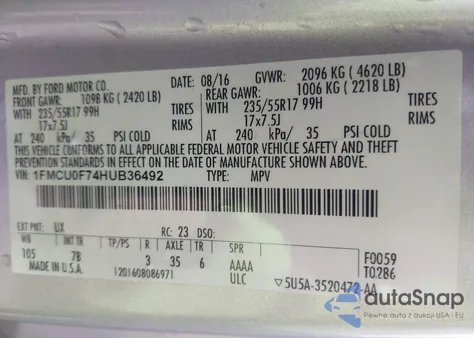 MFD. BY FORD MOTOR CO.
DATE: 08/16 GVWR: 2096 KG ( 4620 LB)
FRONT GAWR: 1098 KG ( 2420 LB)
REAR GAWR: 1006 KG ( 2218 LB)
WITH 235/55R17 99H TIRES WITH 235/55R17 99H TIRES
17x7.5J RIMS 17x7.5J RIMS
AT 240 kPa/ 35 PSI COLD AT 240 kPa/ 35 PSI COLD
THIS VEHICLE CONFORMS TO ALL APPLICABLE FEDERAL MOTOR VEHICLE SAFETY AND THEFT
PREVENTION STANDARDS IN EFFECT ON THE DATE OF MANUFACTURE SHOWN ABOVE.
VIN: 1FMCU0F74HUB36492 TYPE: MPV
EXT PNT: UX RC: 23 DSO:
WB INT TR TP/PS R AXLE TR SPR
105 7B 3 35 6 AAAA
F0059
T0286
MADE IN U.S.A. 1201608086971 ULC ▽5U5A-3520472-AA
autoSnap
Pewne auta z USA - EU